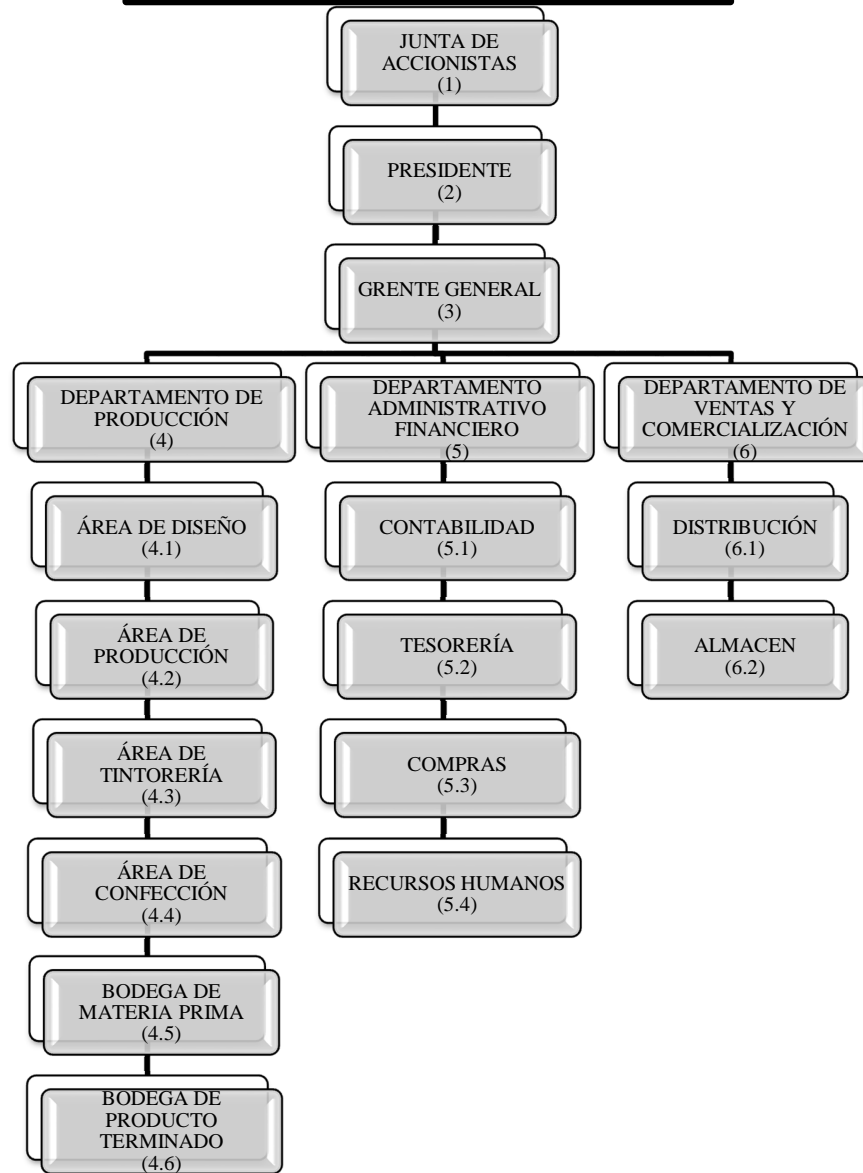 JUNTA DE
ACCIONISTAS
(1)
PRESIDENTE
(2)
GRENTE GENERAL
(3)
DEPARTAMENTO DE
PRODUCCIÓN
(4)
ÁREA DE DISEÑO
(4.1)
ÁREA DE
PRODUCCIÓN
(4.2)
ÁREA DE
TINTORERÍA
(4.3)
ÁREA DE
CONFECCIÓN
(4.4)
BODEGA DE
MATERIA PRIMA
(4.5)
BODEGA DE
PRODUCTO
TERMINADO
(4.6)
DEPARTAMENTO
ADMINISTRATIVO
FINANCIERO
(5)
CONTABILIDAD
(5.1)
TESORERÍA
(5.2)
COMPRAS
(5.3)
RECURSOS HUMANOS
(5.4)
DEPARTAMENTO DE
VENTAS Y
COMERCIALIZACIÓN
(6)
DISTRIBUCIÓN
(6.1)
ALMACEN
(6.2)